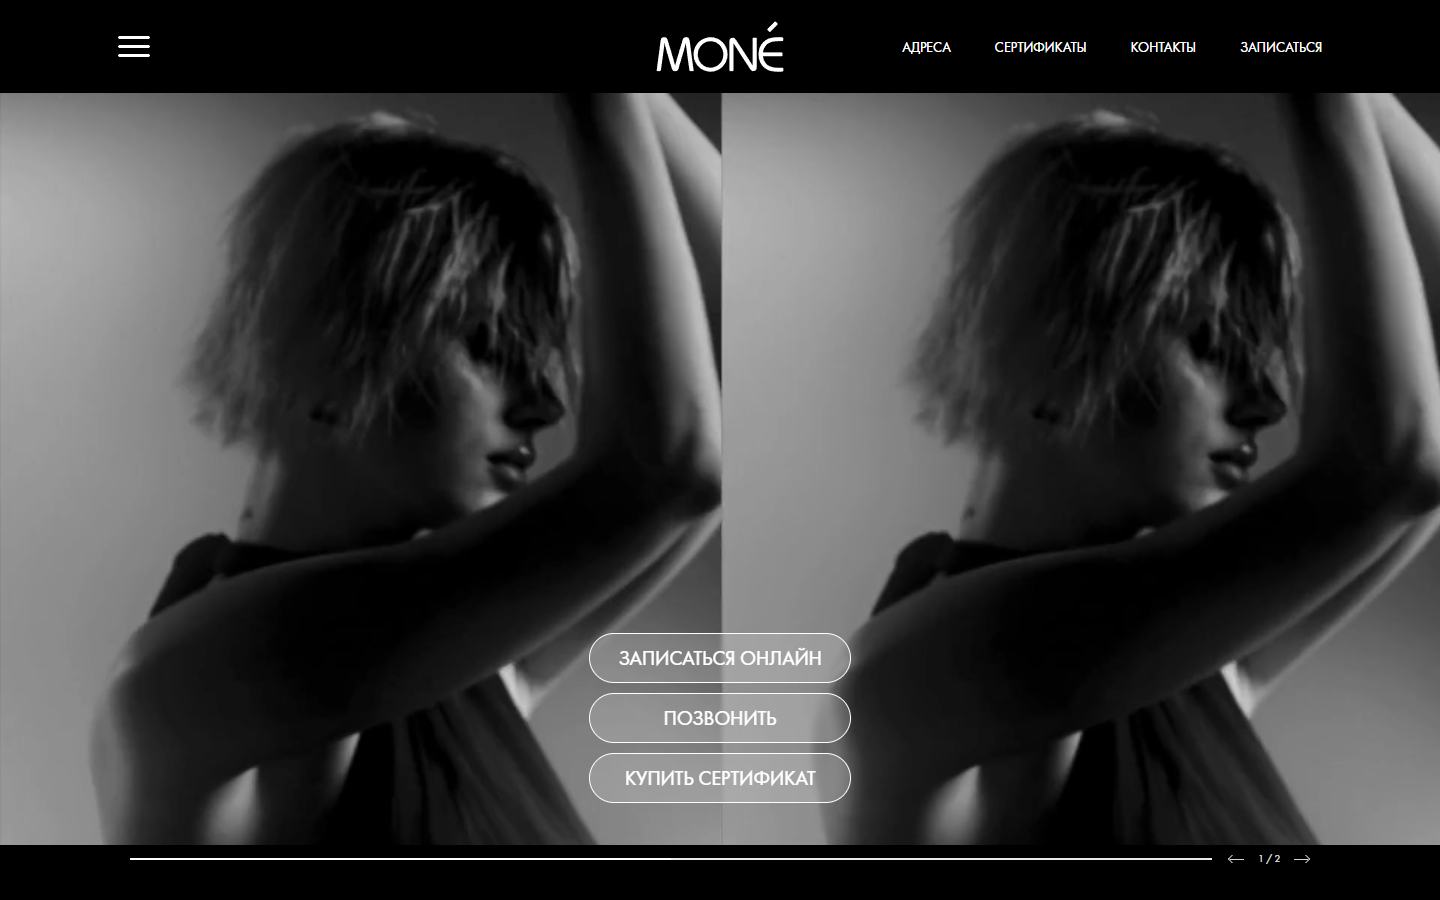 MONÉ
АДРЕСА
СЕРТИФИКАТЫ
КОНТАКТЫ
ЗАПИСАТЬСЯ
ЗАПИСАТЬСЯ ОНЛАЙН
ПОЗВОНИТЬ
КУПИТЬ СЕРТИФИКАТ
1/2